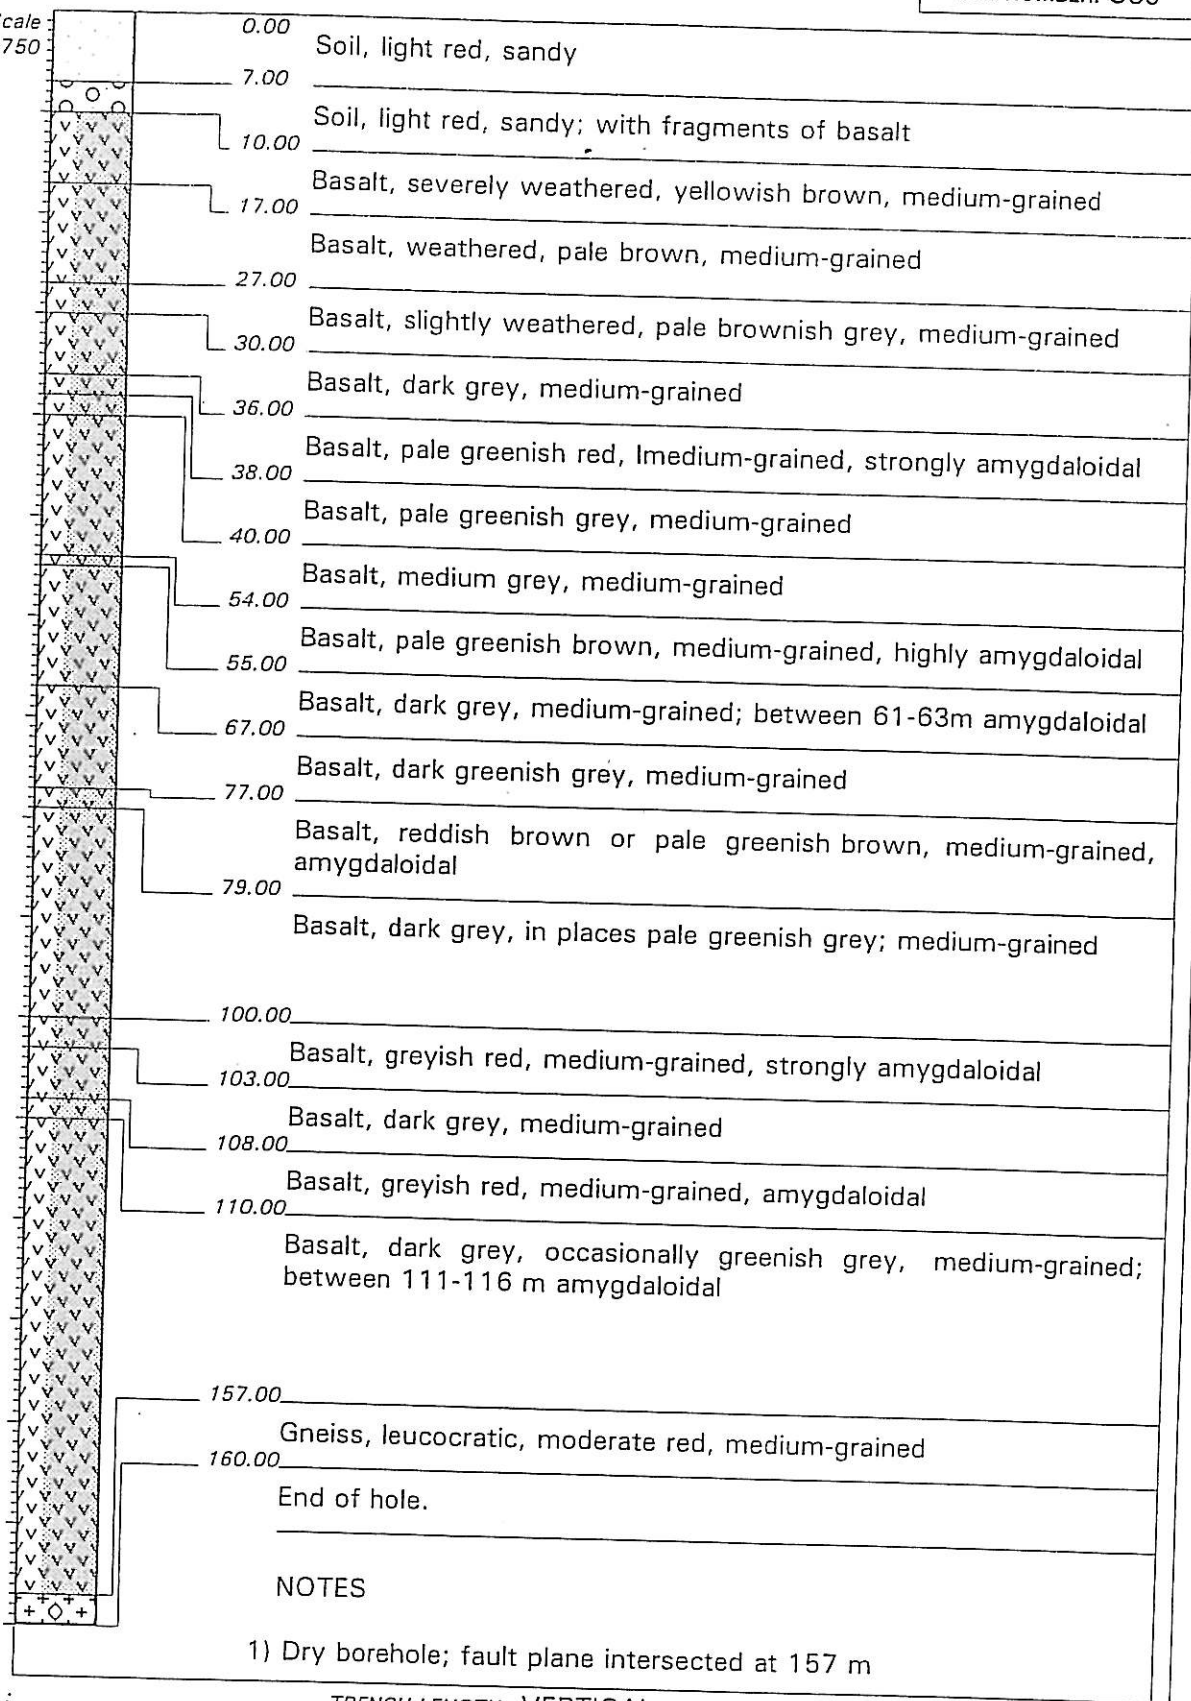 750
0.00
Soil, light red, sandy
7.00
Soil, light red, sandy; with fragments of basalt
10.00
Basalt, severely weathered, yellowish brown, medium-grained
17.00
Basalt, weathered, pale brown, medium-grained
27.00
Basalt, slightly weathered, pale brownish grey, medium-grained
30.00
Basalt, dark grey, medium-grained
36.00
Basalt, pale greenish red, lmedium-grained, strongly amygdaloidal
38.00
Basalt, pale greenish grey, medium-grained
40.00
Basalt, medium grey, medium-grained
54.00
Basalt, pale greenish brown, medium-grained, highly amygdaloidal
55.00
Basalt, dark grey, medium-grained; between 61-63m amygdaloidal
67.00
Basalt, dark greenish grey, medium-grained
77.00
Basalt, reddish brown or pale greenish brown, medium-grained,
amygdaloidal
79.00
Basalt, dark grey, in places pale greenish grey; medium-grained
100.00
Basalt, greyish red, medium-grained, strongly amygdaloidal
103.00
Basalt, dark grey, medium-grained
108.00
Basalt, greyish red, medium-grained, amygdaloidal
110.00
Basalt, dark grey, occasionally greenish grey, medium-grained;
between 111-116 m amygdaloidal
157.00
Gneiss, leucocratic, moderate red, medium-grained
160.00
End of hole.
NOTES
1) Dry borehole; fault plane intersected at 157 m
VERTICAL